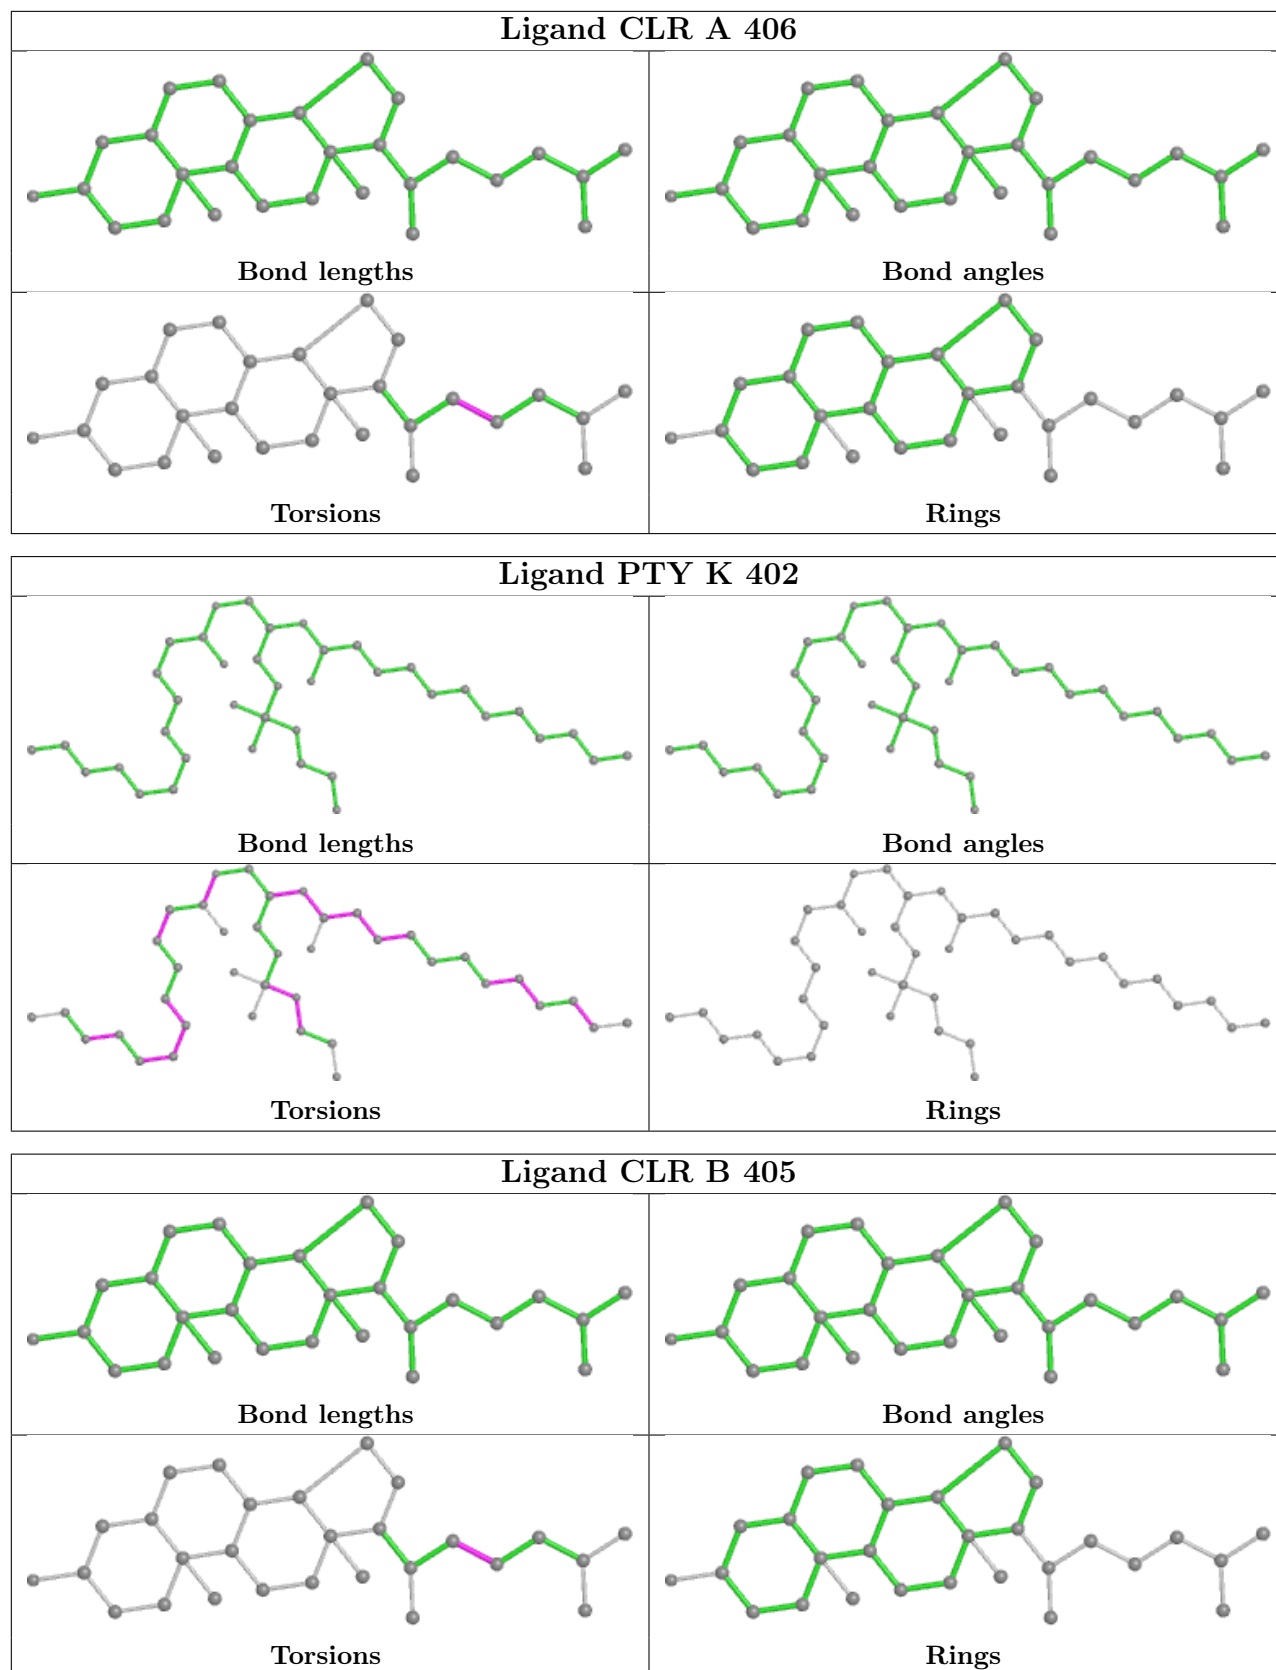 Ligand CLR A 406
Bond lengths
Bond angles
Torsions
Rings
Ligand PTY K 402
Bond lengths
Bond angles
Torsions
Rings
Ligand CLR B 405
Bond lengths
Bond angles
Torsions
Rings